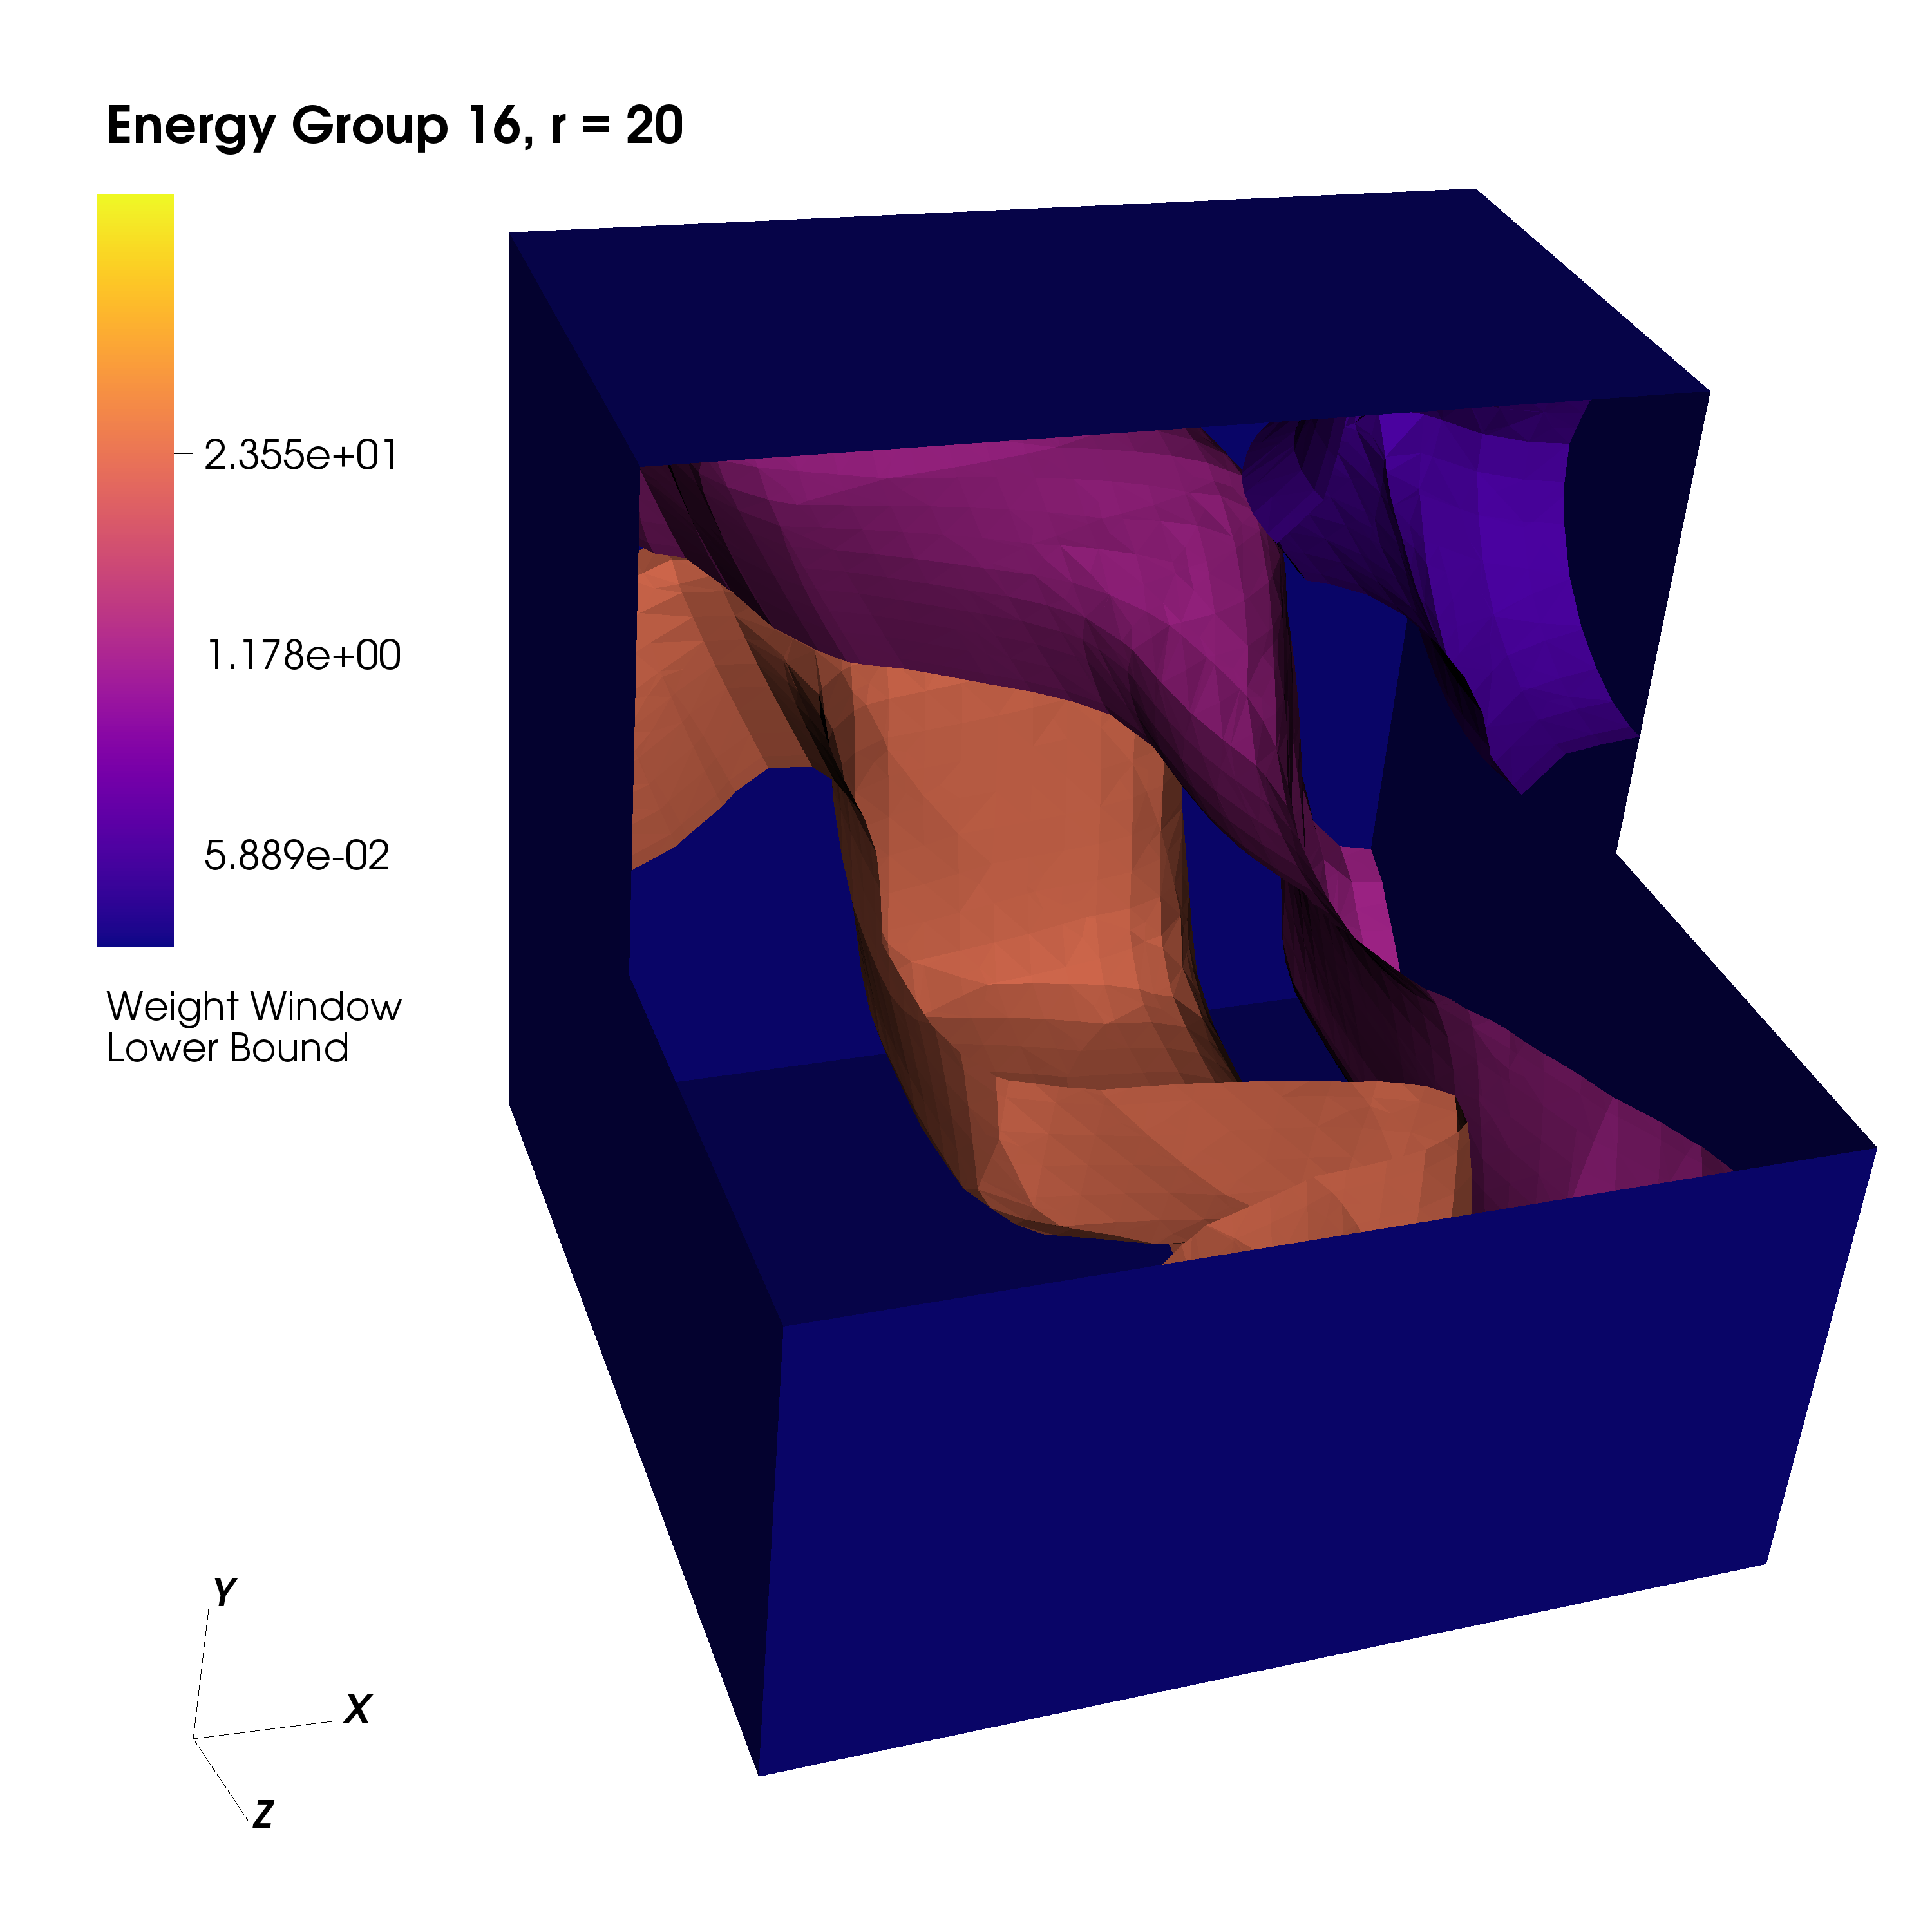 Energy Group 16, r = 20
2.355e+01
1.178e+00
5.889e-02
Weight Window
Lower Bound
Y
X
Z